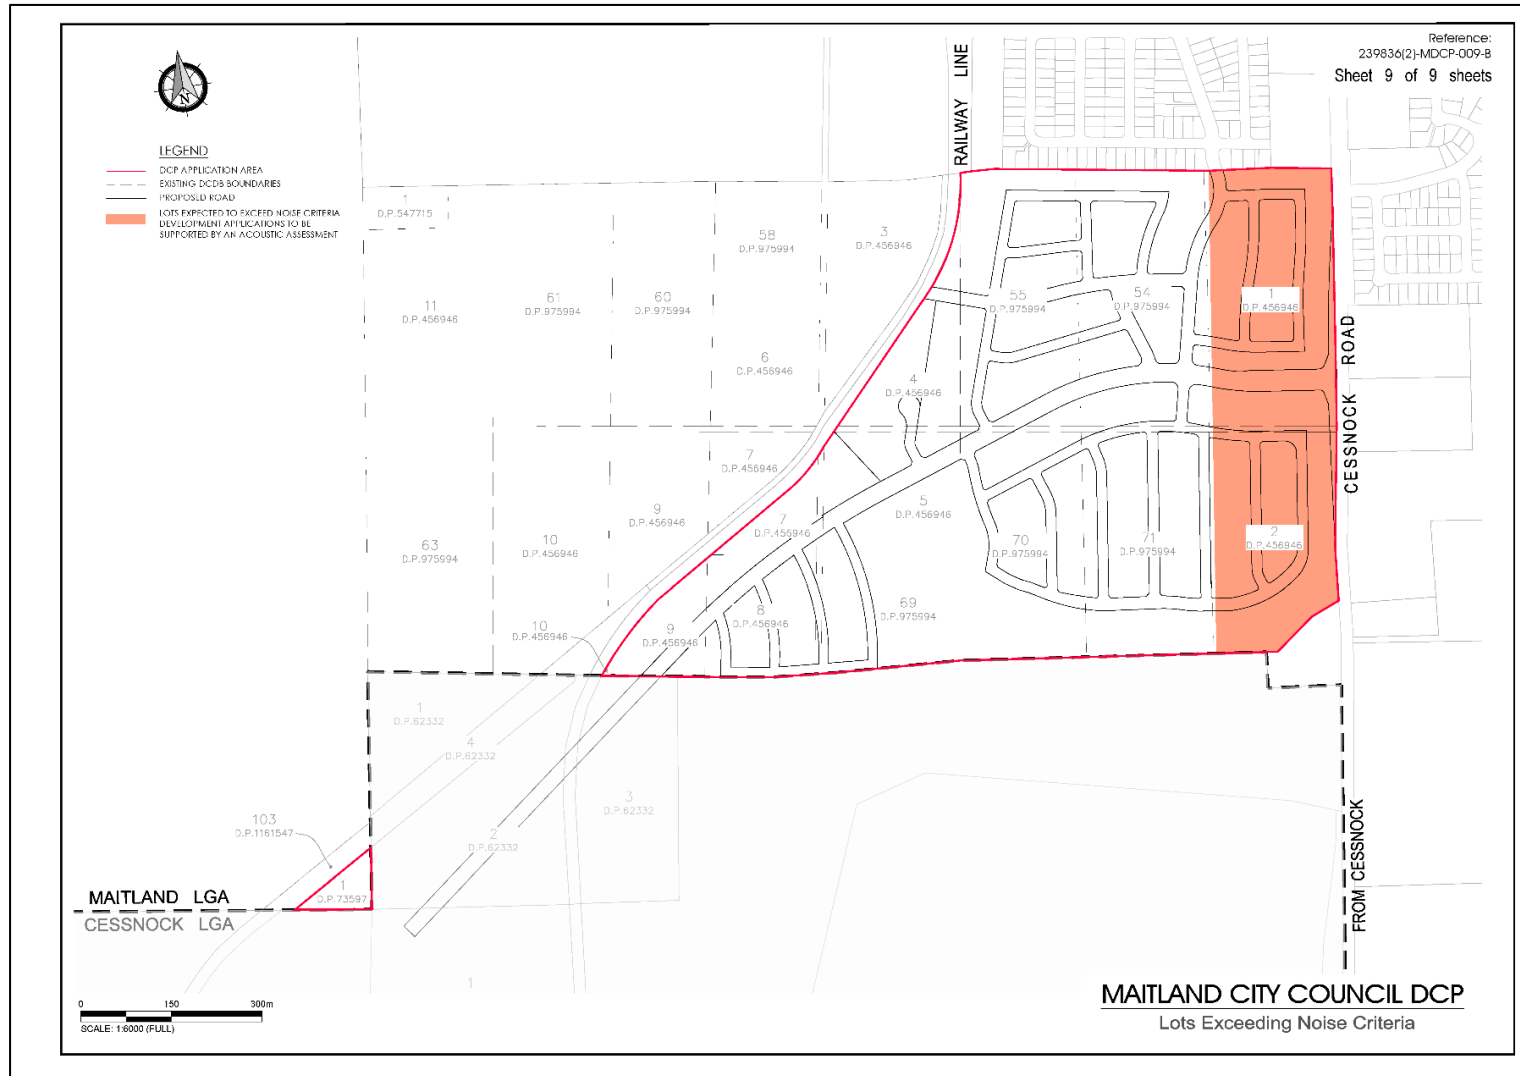 Reference:
239836(2)-MDCP-009-B
Sheet 9 of 9 sheets
N
LEGEND
DCP APPLICATION AREA
EXISTING DCDB BOUNDARIES
PROPOSED ROAD
LOTS EXPECTED TO EXCEED NOISE CRITERIA
DEVELOPMENT APPLICATIONS TO BE
SUPPORTED BY AN ACOUSTIC ASSESSMENT
RAILWAY LINE
1
D.P.547715
58
D.P.975994
3
D.P.456946
11
D.P.456946
61
D.P.975994
60
D.P.975994
55
D.P.975994
54
D.P.975994
1
D.P.456946
6
D.P.456946
4
D.P.456946
CESSNOCK ROAD
7
D.P.456946
9
D.P.456946
7
D.P.456946
5
D.P.456946
63
D.P.975994
10
D.P.456946
70
D.P.975994
71
D.P.975994
2
D.P.456946
8
D.P.456946
69
D.P.975994
10
D.P.456946
9
D.P.456946
1
D.P.62332
4
D.P.62332
3
D.P.62332
2
D.P.62332
103
D.P.1161547
1
D.P.73597
MAITLAND LGA
CESSNOCK LGA
FROM CESSNOCK
1
0 150 300m
SCALE: 1:6000 (FULL)
MAITLAND CITY COUNCIL DCP
Lots Exceeding Noise Criteria